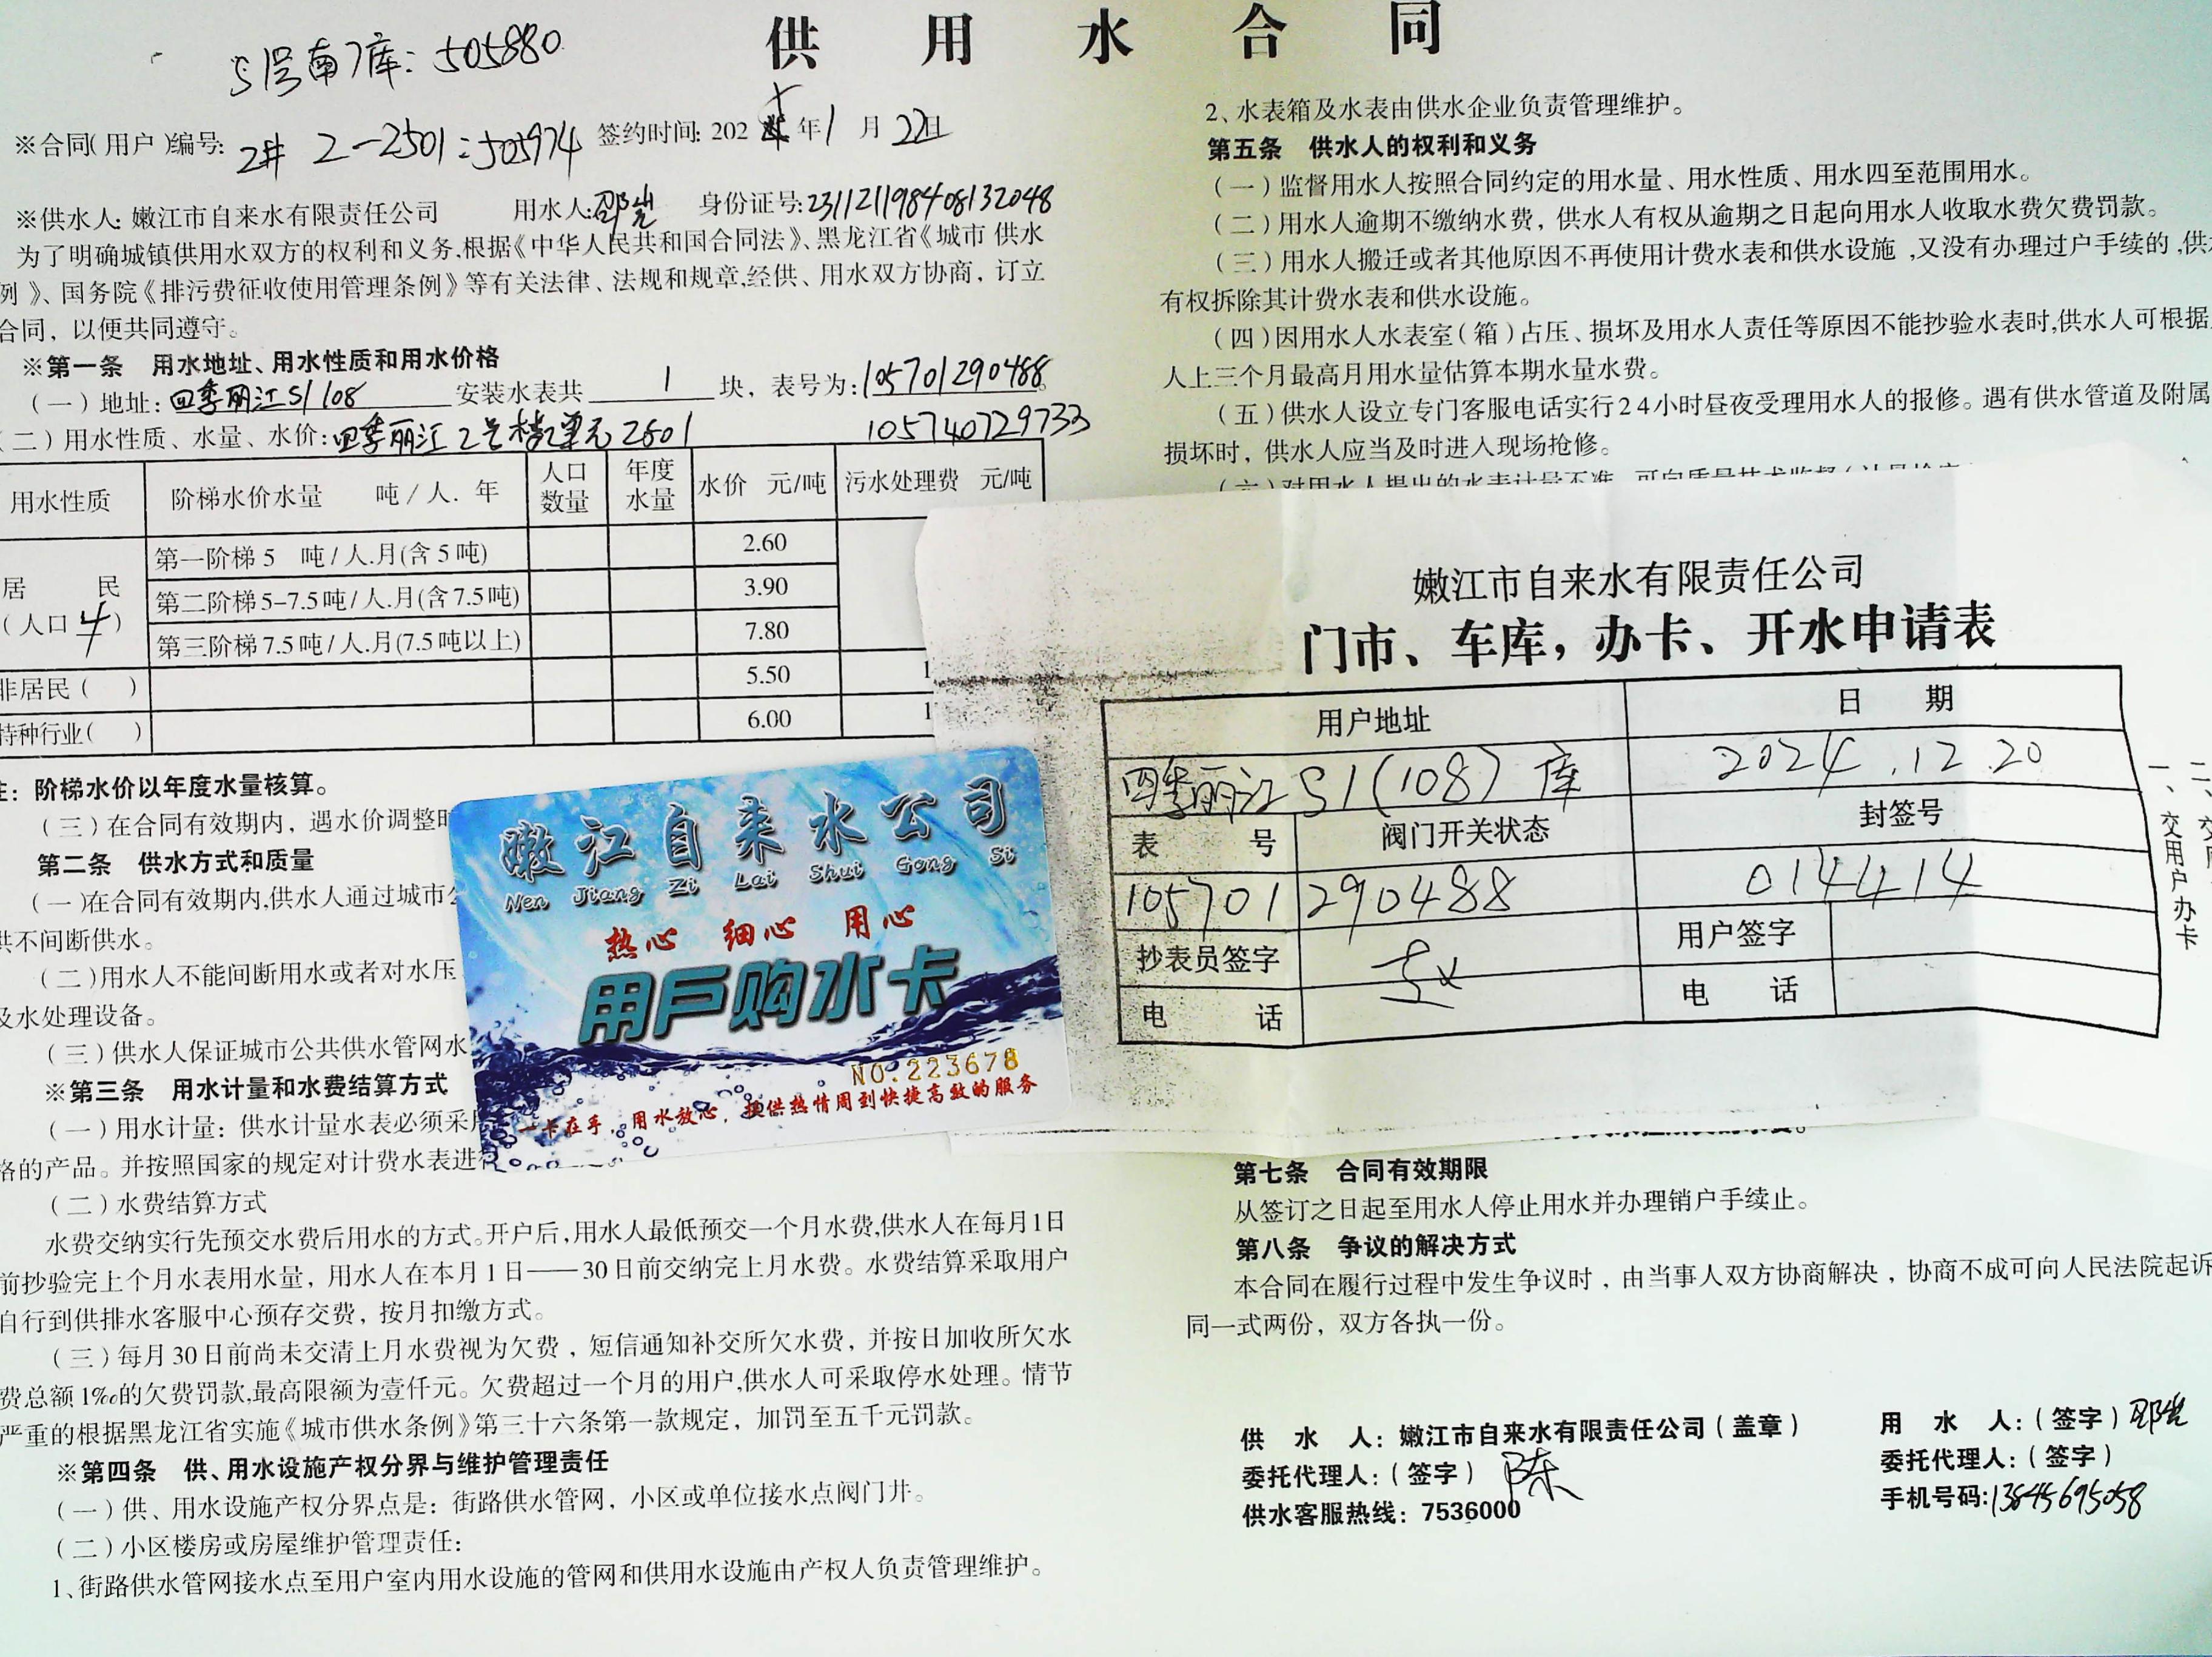 供用水合同
505880
※合同(用户)编号: 2# 2-2501:505974 签约时间: 202 年1月22日
※供水人: 嫩江市自来水有限责任公司 用水人: 身份证号:231121198408132048
为了明确城镇供用水双方的权利和义务,根据《中华人民共和国合同法》、黑龙江省《城市 供水
例》、国务院《排污费征收使用管理条例》等有关法律、法规和规章,经供、用水双方协商，订立
合同，以便共同遵守。
※第一条 用水地址、用水性质和用水价格
(一)地址: 四季丽江S1 108 安装水表共 1 块，表号为:105701290488。
(二)用水性质、水量、水价: 四季丽江2号楼2单元2501 105740729733
用水性质 阶梯水价水量 吨/人. 年 人口数量 年度水量 水价 元/吨 污水处理费 元/吨
居民(人口4) 第一阶梯5 吨/人.月(含5吨) 2.60
第二阶梯5-7.5吨/人.月(含7.5吨) 3.90
第三阶梯7.5吨/人.月(7.5吨以上) 7.80
非居民( ) 5.50 1
特种行业( ) 6.00 1
注: 阶梯水价以年度水量核算。
(三)在合同有效期内，遇水价调整时
第二条 供水方式和质量
(一)在合同有效期内,供水人通过城市公
供不间断供水。
(二)用水人不能间断用水或者对水压
及水处理设备。
(三)供水人保证城市公共供水管网水
※第三条 用水计量和水费结算方式
(一)用水计量: 供水计量水表必须采用
格的产品。并按照国家的规定对计费水表进行
(二)水费结算方式
水费交纳实行先预交水费后用水的方式。开户后,用水人最低预交一个月水费,供水人在每月1日
前抄验完上个月水表用水量，用水人在本月1日——30日前交纳完上月水费。水费结算采取用户
自行到供排水客服中心预存交费，按月扣缴方式。
(三)每月30日前尚未交清上月水费视为欠费，短信通知补交所欠水费，并按日加收所欠水
费总额1‰的欠费罚款,最高限额为壹仟元。欠费超过一个月的用户,供水人可采取停水处理。情节
严重的根据黑龙江省实施《城市供水条例》第三十六条第一款规定，加罚至五千元罚款。
※第四条 供、用水设施产权分界与维护管理责任
(一)供、用水设施产权分界点是: 街路供水管网，小区或单位接水点阀门井。
(二)小区楼房或房屋维护管理责任:
1、街路供水管网接水点至用户室内用水设施的管网和供用水设施由产权人负责管理维护。
2、水表箱及水表由供水企业负责管理维护。
第五条 供水人的权利和义务
(一)监督用水人按照合同约定的用水量、用水性质、用水四至范围用水。
(二)用水人逾期不缴纳水费，供水人有权从逾期之日起向用水人收取水费欠费罚款。
(三)用水人搬迁或者其他原因不再使用计费水表和供水设施，又没有办理过户手续的,供水
有权拆除其计费水表和供水设施。
(四)因用水人水表室(箱)占压、损坏及用水人责任等原因不能抄验水表时,供水人可根据
人上三个月最高月用水量估算本期水量水费。
(五)供水人设立专门客服电话实行24小时昼夜受理用水人的报修。遇有供水管道及附属
损坏时，供水人应当及时进入现场抢修。
(六)对用水人提出的水表计量不准，可向质量技术监督
嫩江市自来水有限责任公司
门市、车库，办卡、开水申请表
用户地址 日 期
四季丽江S1(108)库 2024.12.20
表 号 阀门开关状态 封签号
105701290488 014414
抄表员签字 用户签字
电 话 电 话
一、交用户办卡
二、交
嫩江自来水公司
Nen Jiang Zi Lai Shui Gong Si
热心 细心 用心
用户购水卡
NO.223678
一卡在手，用水放心，提供热情周到快捷高效的服务
第七条 合同有效期限
从签订之日起至用水人停止用水并办理销户手续止。
第八条 争议的解决方式
本合同在履行过程中发生争议时，由当事人双方协商解决，协商不成可向人民法院起诉
同一式两份，双方各执一份。
供 水 人: 嫩江市自来水有限责任公司(盖章)
委托代理人:(签字) 陈
供水客服热线: 7536000
用 水 人:(签字)
委托代理人:(签字)
手机号码:13845695058